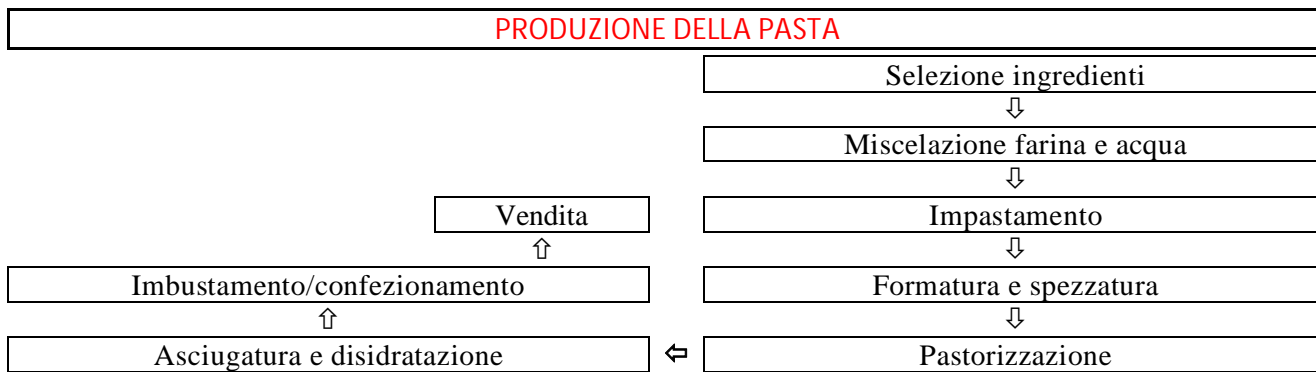 PRODUZIONE DELLA PASTA
Selezione ingredienti
⇩
Miscelazione farina e acqua
⇩
Vendita Impastamento
⇧ ⇩
Imbustamento/confezionamento Formatura e spezzatura
⇧ ⇩
Asciugatura e disidratazione ⇦ Pastorizzazione